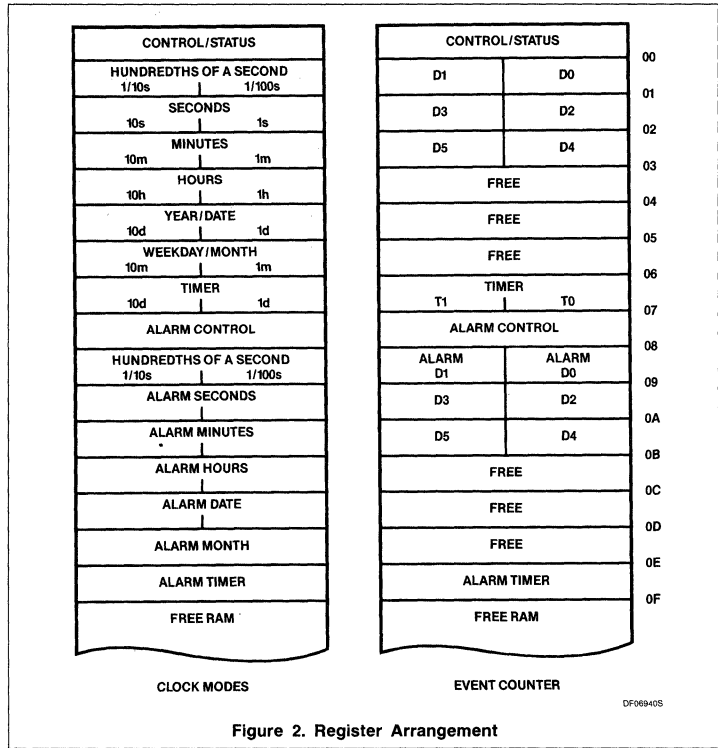 CONTROL/STATUS
HUNDREDTHS OF A SECOND
1/10s 1/100s
SECONDS
10s 1s
MINUTES
10m 1m
HOURS
10h 1h
YEAR/DATE
10d 1d
WEEKDAY/MONTH
10m 1m
TIMER
10d 1d
ALARM CONTROL
HUNDREDTHS OF A SECOND
1/10s 1/100s
ALARM SECONDS
ALARM MINUTES
ALARM HOURS
ALARM DATE
ALARM MONTH
ALARM TIMER
FREE RAM
CLOCK MODES
CONTROL/STATUS
00
D1 D0
01
D3 D2
02
D5 D4
03
FREE
04
FREE
05
FREE
06
TIMER
T1 T0
07
ALARM CONTROL
08
ALARM ALARM
D1 D0
09
D3 D2
0A
D5 D4
0B
FREE
0C
FREE
0D
FREE
0E
ALARM TIMER
0F
FREE RAM
EVENT COUNTER
DF06940S
Figure 2. Register Arrangement